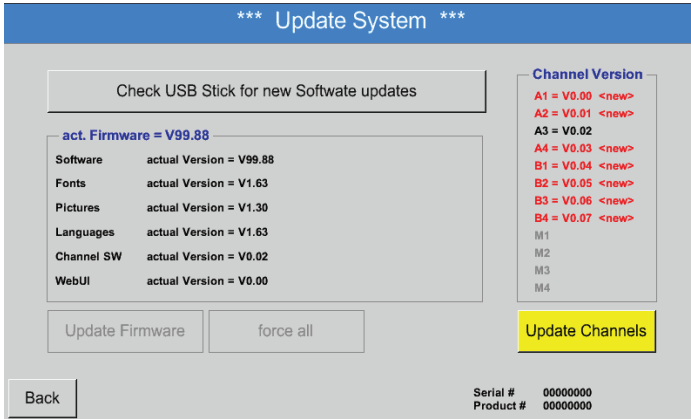 *** Update System ***
Check USB Stick for new Softwate updates
act. Firmware = V99.88
Software actual Version = V99.88
Fonts actual Version = V1.63
Pictures actual Version = V1.30
Languages actual Version = V1.63
Channel SW actual Version = V0.02
WebUI actual Version = V0.00
Channel Version
A1 = V0.00 <new>
A2 = V0.01 <new>
A3 = V0.02
A4 = V0.03 <new>
B1 = V0.04 <new>
B2 = V0.05 <new>
B3 = V0.06 <new>
B4 = V0.07 <new>
M1
M2
M3
M4
Update Firmware
force all
Update Channels
Back
Serial # 00000000
Product # 00000000